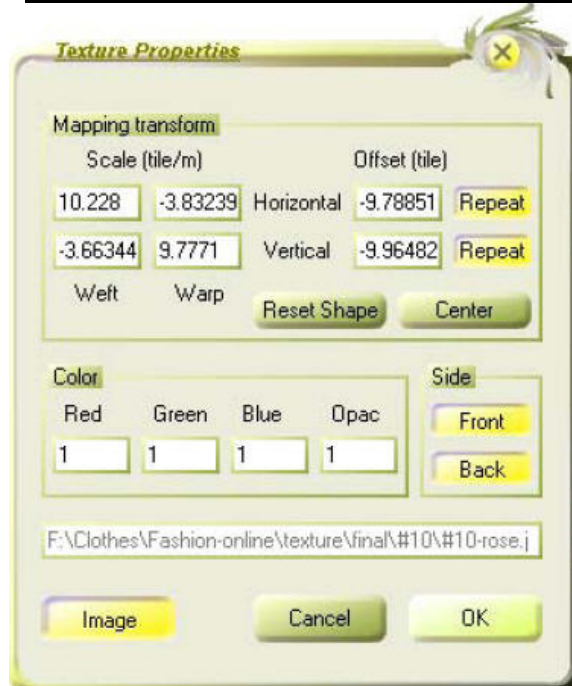 Texture Properties
Mapping transform
Scale (tile/m) Offset (tile)
10.228 -3.83239 Horizontal -9.78851 Repeat
-3.66344 9.7771 Vertical -9.96482 Repeat
Weft Warp Reset Shape Center
Color Side
Red Green Blue Opac Front
1 1 1 1 Back
F:\Clothes\Fashion-online\texture\final\#10\#10-rose.j
Image Cancel OK